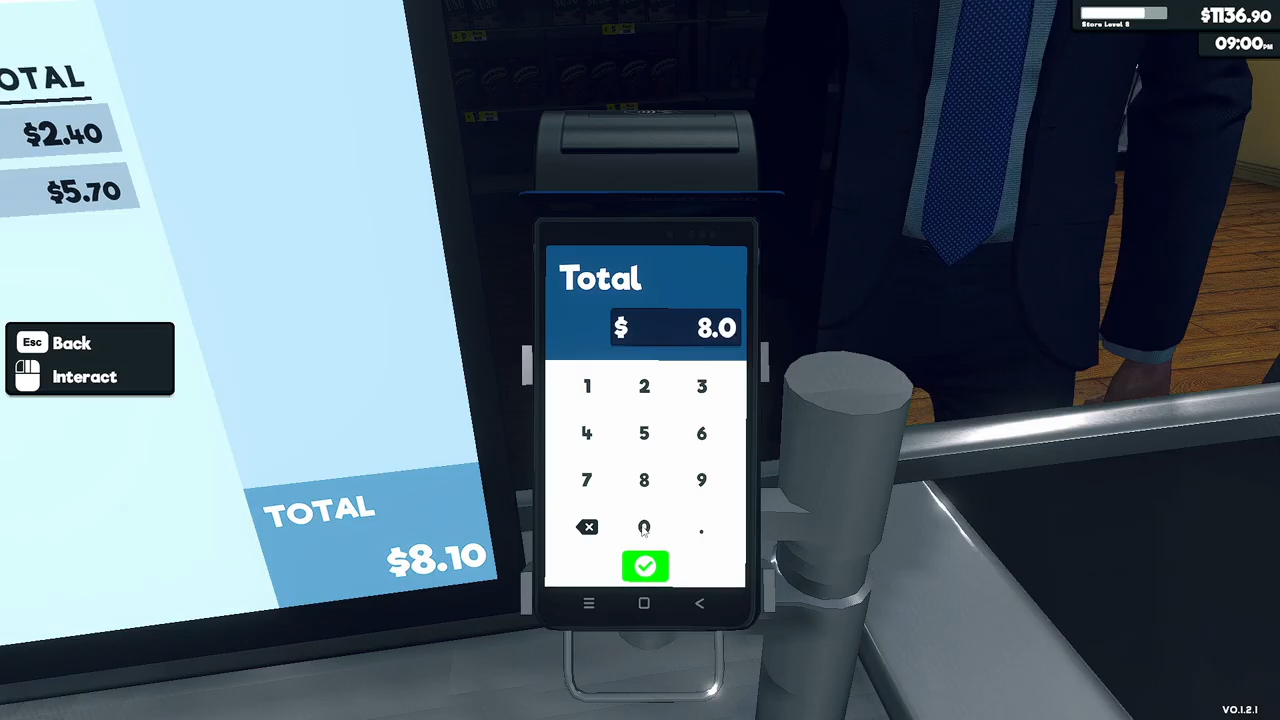 $1136.90
Store Level 8
09:00PM
OTAL
$2.40
$5.70
Esc Back
Interact
TOTAL
$8.10
Total
$ 8.0
1 2 3
4 5 6
7 8 9
0 .
V0.1.2.1